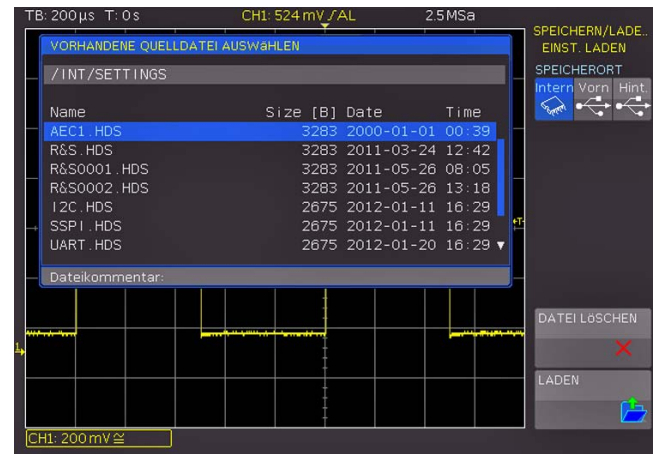 TB: 200µs T: 0s CH1: 524 mV / AL 2.5MSa
SPEICHERN/LADE..
EINST. LADEN
VORHANDENE QUELLDATEI AUSWäHLEN
/INT/SETTINGS
Name Size [B] Date Time
AEC1.HDS 3283 2000-01-01 00:39
R&S.HDS 3283 2011-03-24 12:42
R&S0001.HDS 3283 2011-05-26 08:05
R&S0002.HDS 3283 2011-05-26 13:18
I2C.HDS 2675 2012-01-11 16:29
SSPI.HDS 2675 2012-01-11 16:29
UART.HDS 2675 2012-01-20 16:29
Dateikommentar:
SPEICHERORT
Intern Vorn Hint.
T
DATEI LöSCHEN
LADEN
1
CH1: 200mV≅